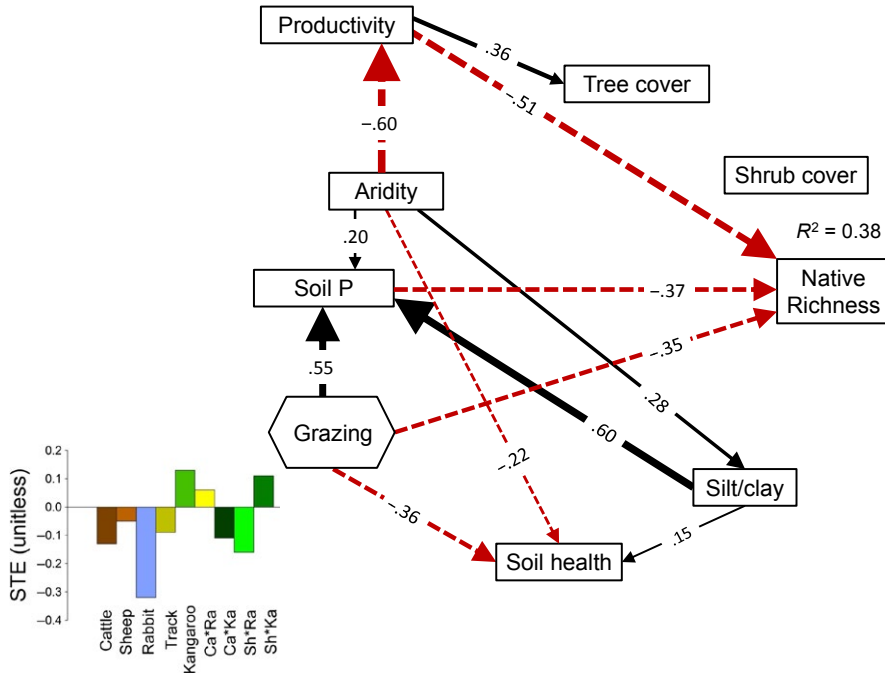 Productivity
.36
Tree cover
−.51
−.60
Shrub cover
Aridity
R² = 0.38
.20
Soil P
−.37
Native
Richness
−.35
.55
.28
Grazing
.60
−.22
Silt/clay
−.36
.15
Soil health
STE (unitless)
0.2
0.1
0.0
−0.1
−0.2
−0.3
−0.4
Cattle
Sheep
Rabbit
Track
Kangaroo
Ca*Ra
Ca*Ka
Sh*Ra
Sh*Ka